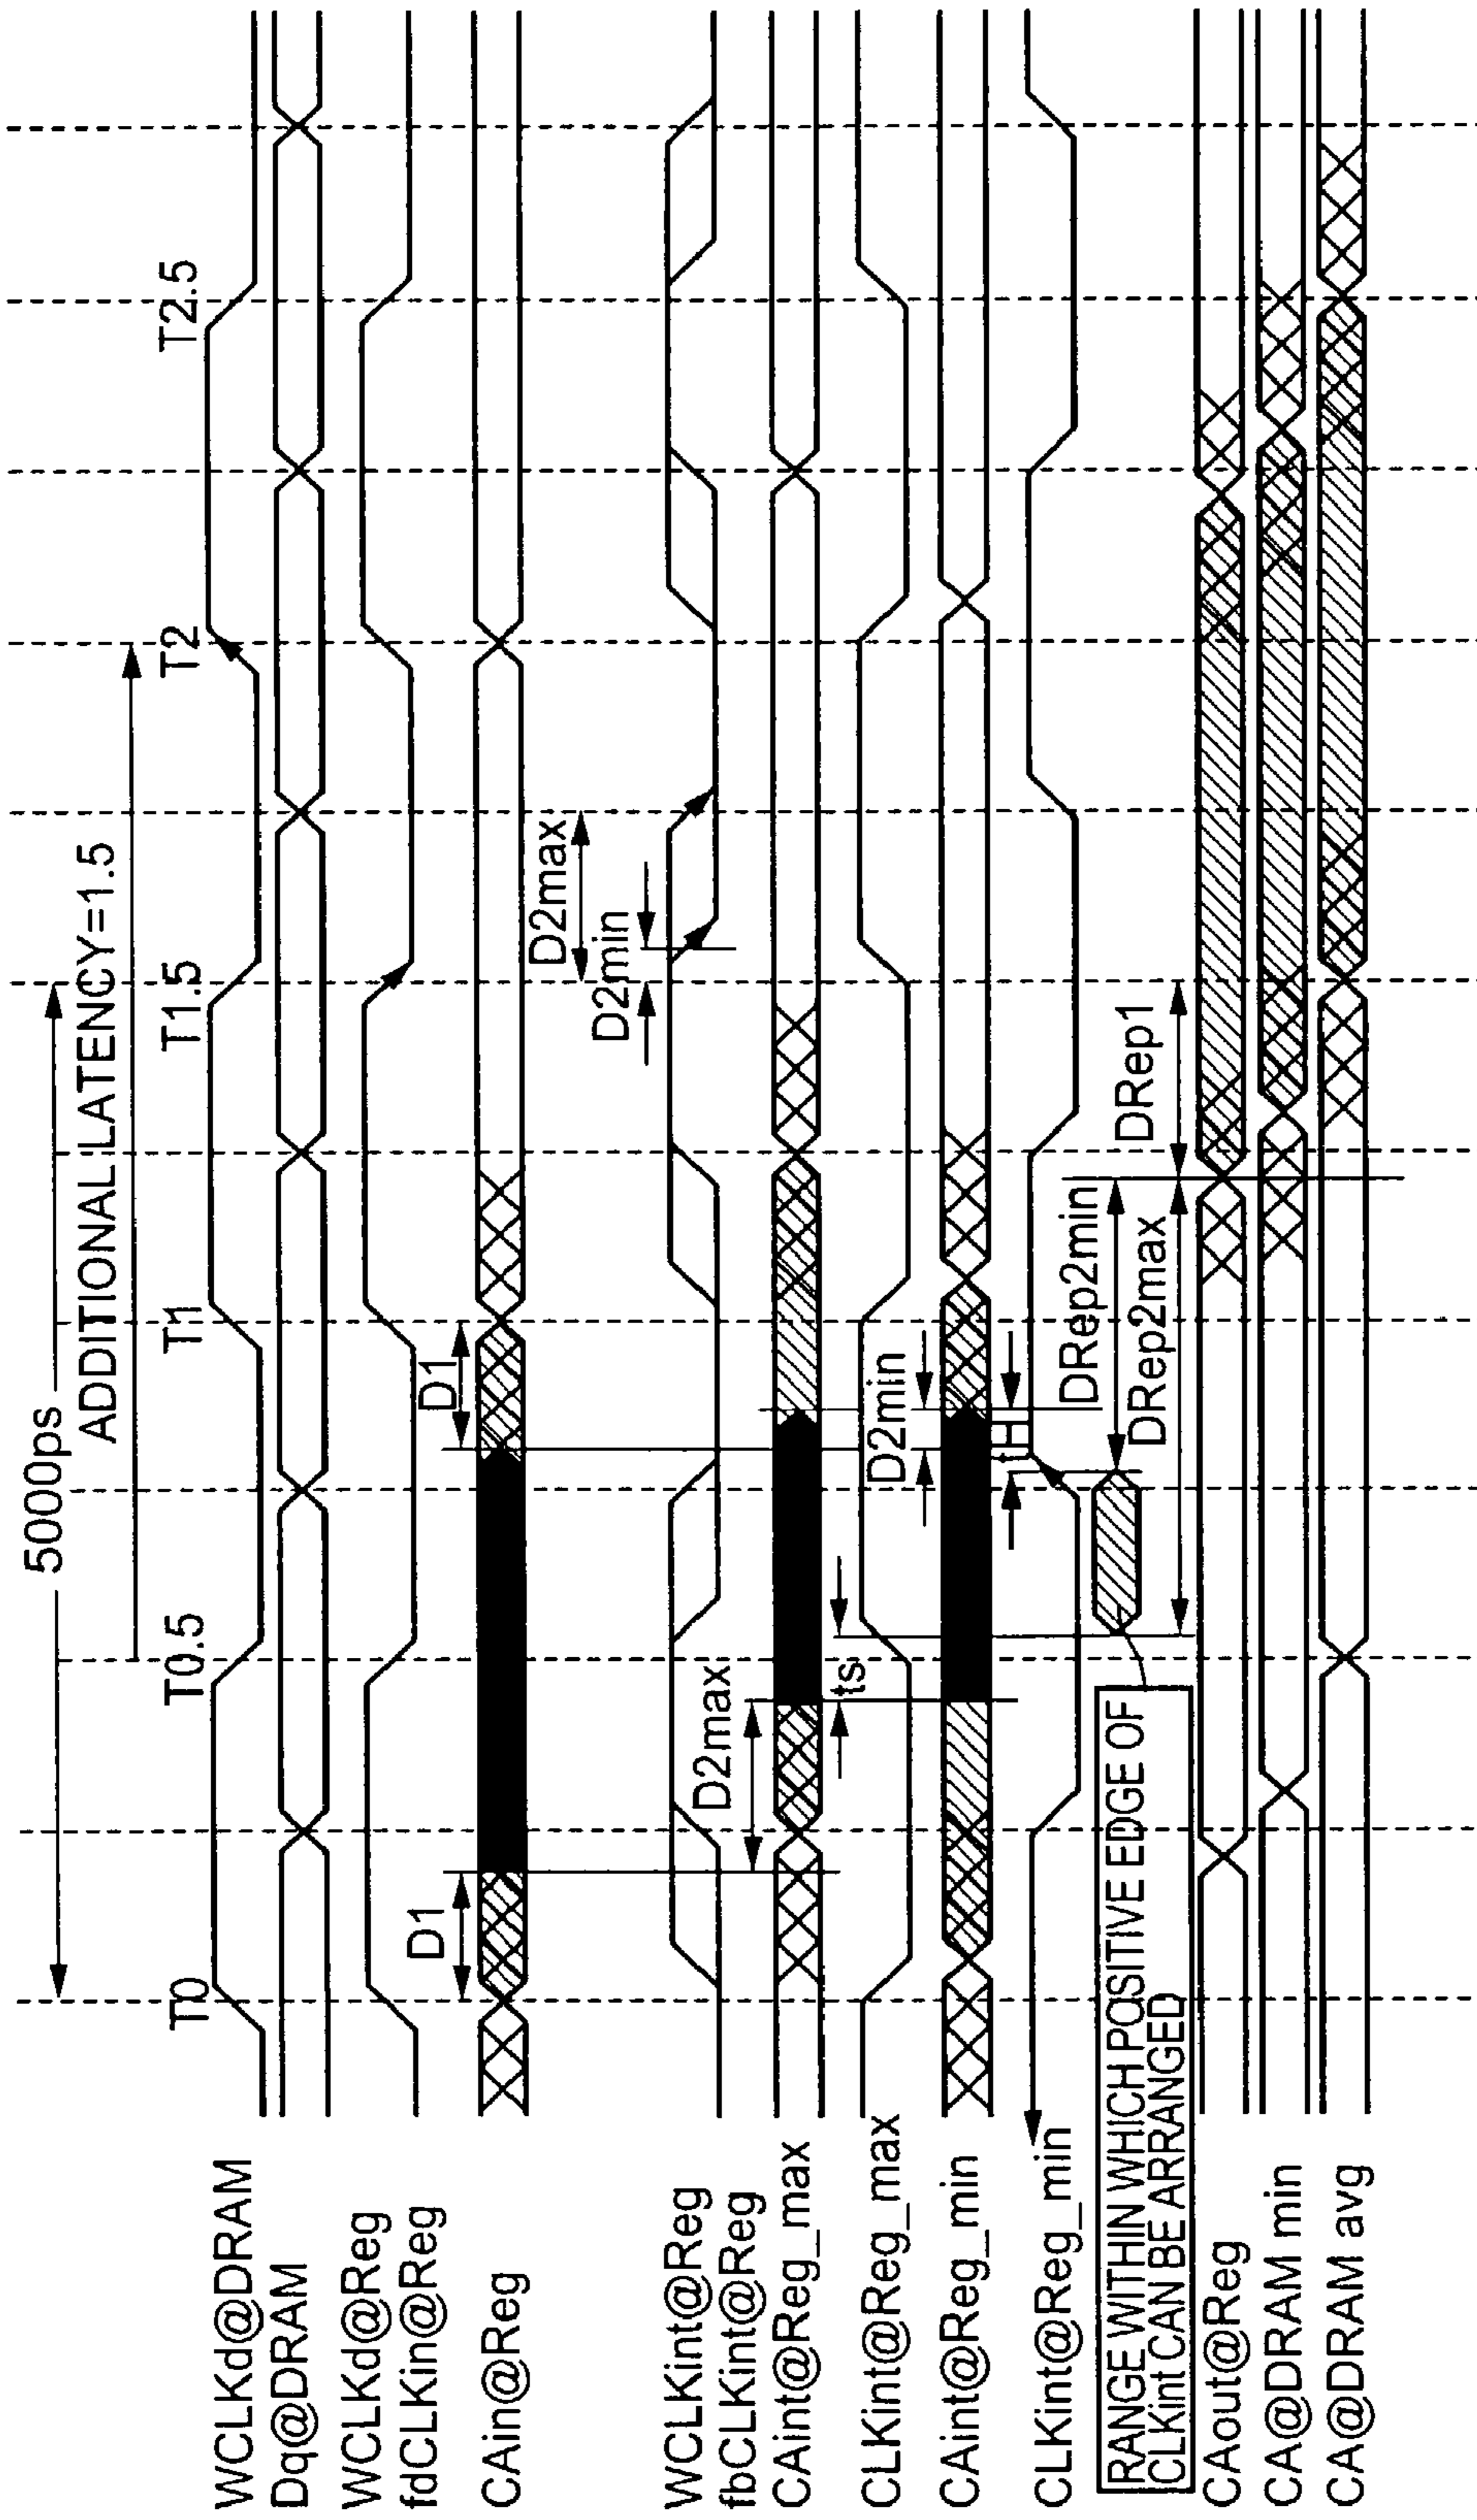 5000ps
ADDITIONAL LATENCY=1.5
T0
T0.5
T1
T1.5
T2
T2.5
WCLKd@DRAM
Dq@DRAM
WCLKd@Reg
fdCLKin@Reg
D1
D1
CAin@Reg
D2max
D2min
WCLKint@Reg
fbCLKint@Reg
D2max
CAint@Reg_max
ts
CLKint@Reg_max
D2min
CAint@Reg_min
tH
CLKint@Reg_min
DRep2min
DRep1
DRep2max
RANGE WITHIN WHICH POSITIVE EDGE OF
CLKint CAN BE ARRANGED
CAout@Reg
CA@DRAM min
CA@DRAM avg